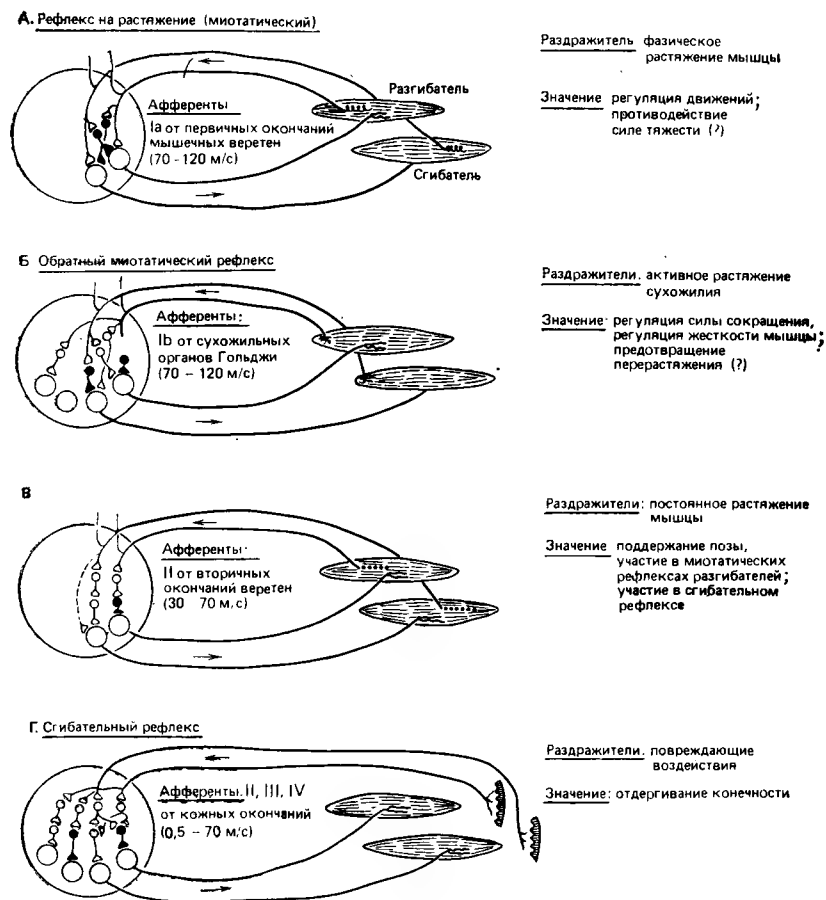 А. Рефлекс на растяжение (миотатический)
Раздражитель фазическое
растяжение мышцы
Значение регуляция движений;
противодействие
силе тяжести (?)
Афференты
Ia от первичных окончаний
мышечных веретен
(70 - 120 м/с)
Разгибатель
Сгибатель
Б Обратный миотатический рефлекс
Раздражители. активное растяжение
сухожилия
Значение· регуляция силы сокращения,
регуляция жесткости мышцы;
предотвращение ?
перерастяжения (?)
Афференты:
Ib от сухожильных
органов Гольджи
(70 – 120 м/с)
В
Раздражители: постоянное растяжение
мышцы
Значение поддержание позы,
участие в миотатических
рефлексах разгибателей;
участие в сгибательном
рефлексе
Афференты·
II от вторичных
окончаний веретен
(30 70 м.с)
Г. Сгибательный рефлекс
Раздражители. повреждающие
воздействия
Значение: отдергивание конечности
Афференты. II, III, IV
от кожных окончаний
(0,5 – 70 м/с)